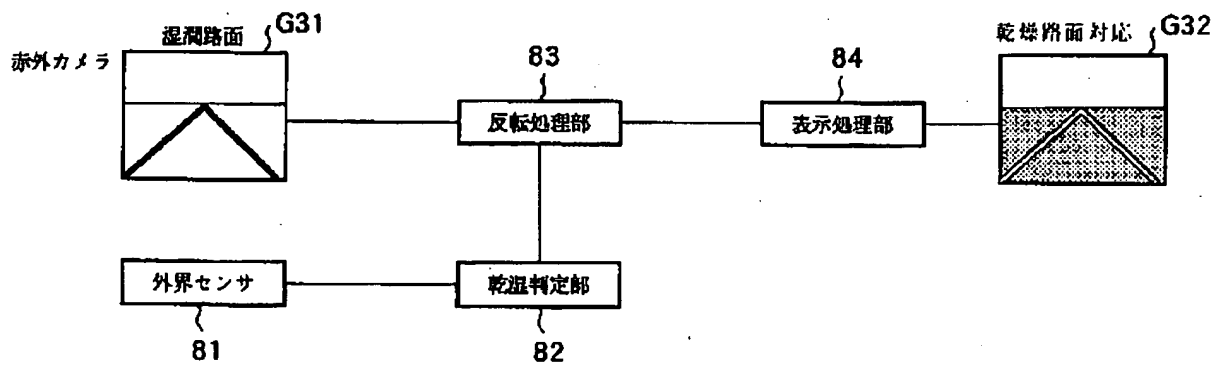 湿潤路面
G31
赤外カメラ
83
反転処理部
84
表示処理部
乾燥路面対応
G32
外界センサ
81
乾湿判定部
82